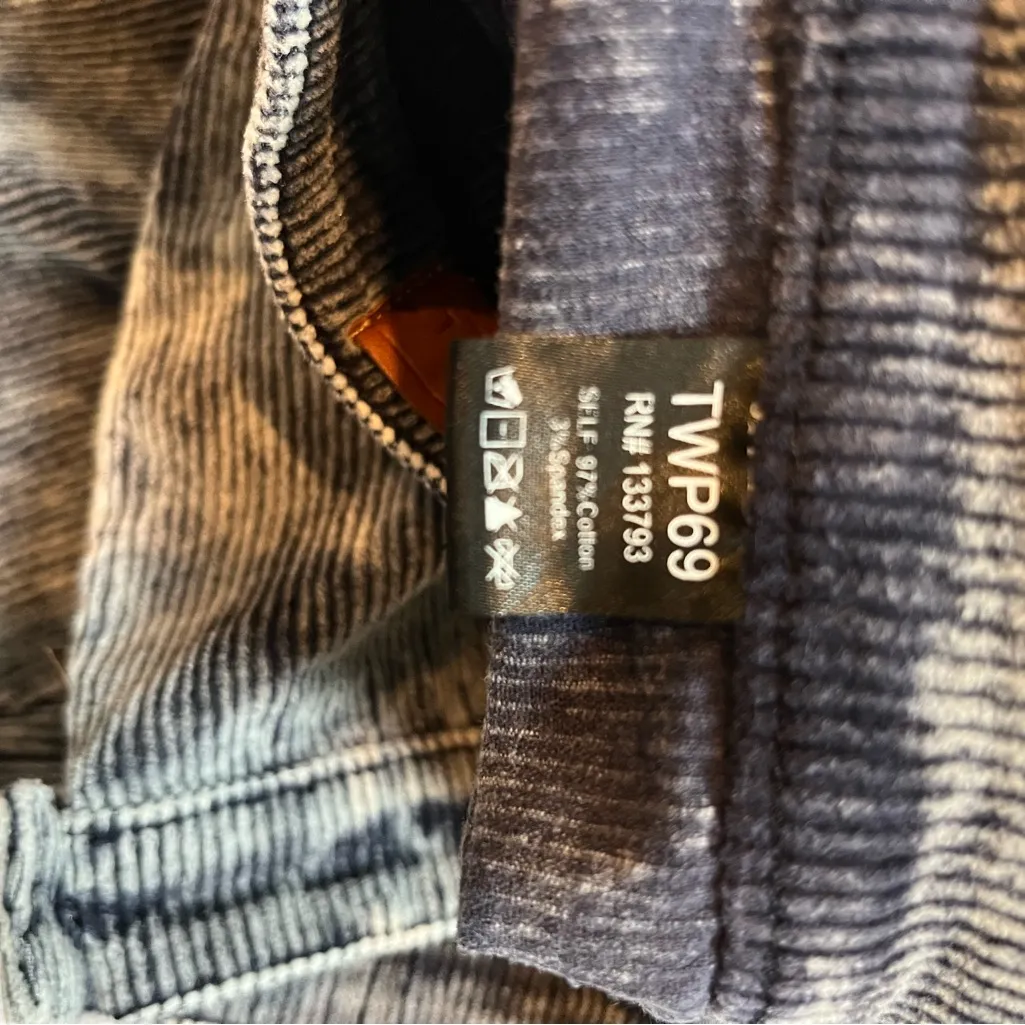 TWP69
RN# 133793
SELF 97%Cotton
3%Spandex